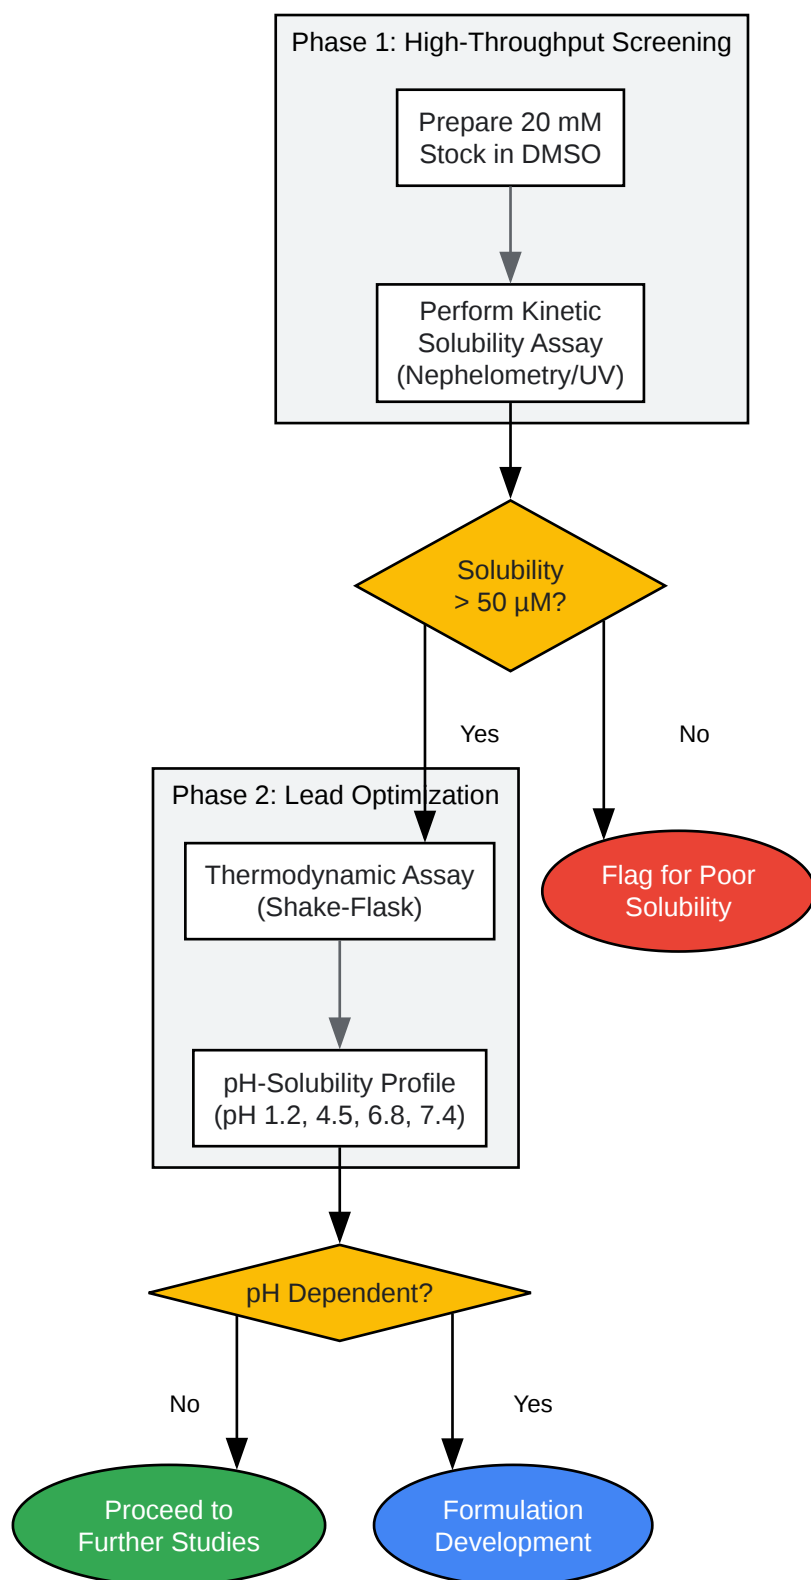 Phase 1: High-Throughput Screening
Prepare 20 mM
Stock in DMSO
Perform Kinetic
Solubility Assay
(Nephelometry/UV)
Solubility
> 50 µM?
Yes
No
Phase 2: Lead Optimization
Thermodynamic Assay
(Shake-Flask)
Flag for Poor
Solubility
pH-Solubility Profile
(pH 1.2, 4.5, 6.8, 7.4)
pH Dependent?
No
Yes
Proceed to
Further Studies
Formulation
Development